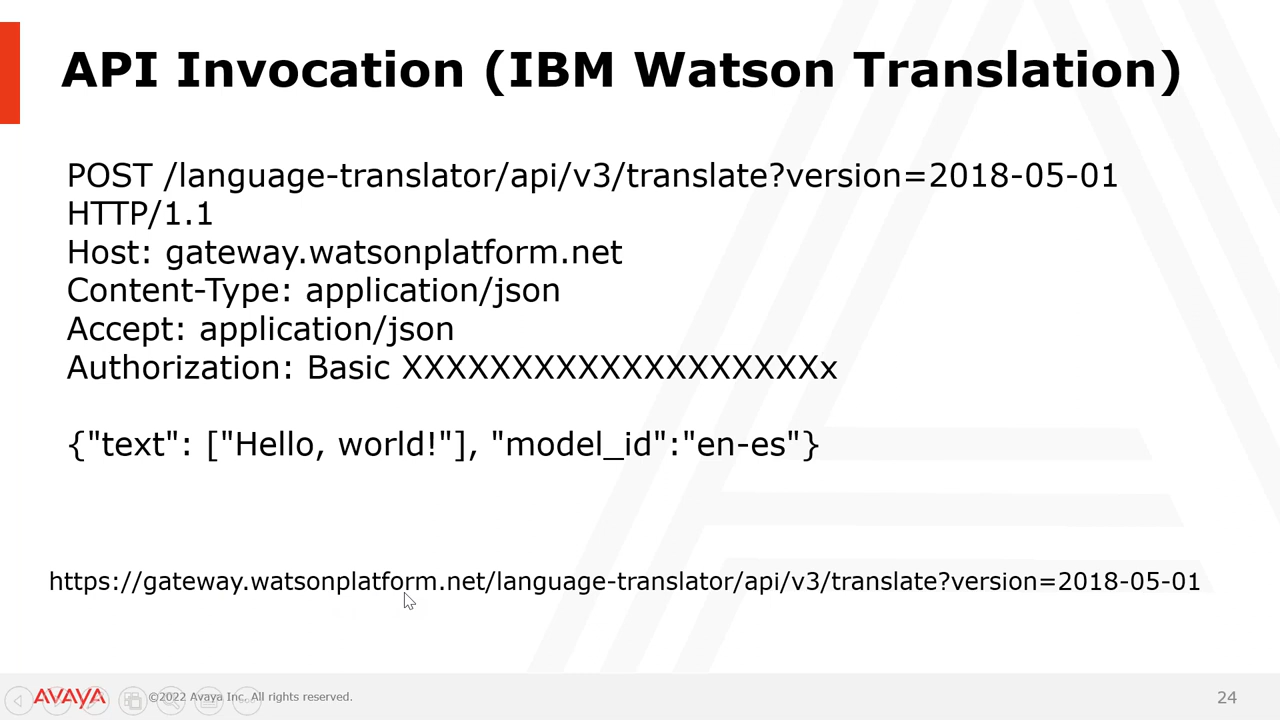 API Invocation (IBM Watson Translation)
POST /language-translator/api/v3/translate?version=2018-05-01
HTTP/1.1
Host: gateway.watsonplatform.net
Content-Type: application/json
Accept: application/json
Authorization: Basic XXXXXXXXXXXXXXXXXXXx
{"text": ["Hello, world!"], "model_id":"en-es"}
https://gateway.watsonplatform.net/language-translator/api/v3/translate?version=2018-05-01
AVAYA ©2022 Avaya Inc. All rights reserved. 24